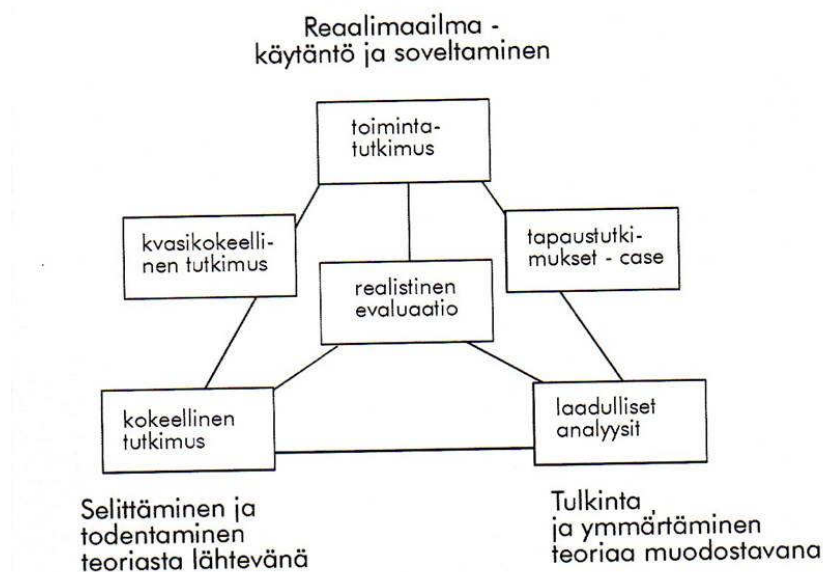 Reaalimaailma -
käytäntö ja soveltaminen
toiminta-
tutkimus
kvasikokeelli-
nen tutkimus
tapaustutki-
mukset - case
realistinen
evaluaatio
kokeellinen
tutkimus
laadulliset
analyysit
Selittäminen ja
todentaminen
teoriasta lähtevänä
Tulkinta
ja ymmärtäminen
teoriaa muodostavana